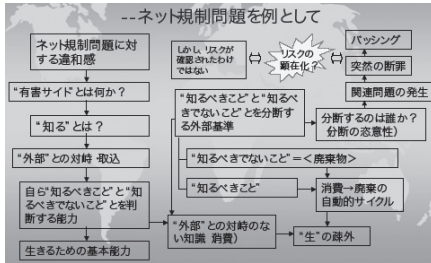 --ネット規制問題を例として
ネット規制問題に対
する違和感
“有害サイド”とは何か?
“知る”とは?
“外部”との対峙・取込
自ら“知るべきこと”と“知
るべきでないこと”とを判
断する能力
生きるための基本能力
しかし、リスクが
確認されたわけ
ではない
リスクの
顕在化?
バッシング
突然の断罪
関連問題の発生
“知るべきこど”と“知るべ
きでないこと”とを分断す
る外部基準
分断するのは誰か?
分断の恣意性)
“知るべきでないこと”=<廃棄物>
“知るべきこと”
消費→廃棄の
自動的サイクル
“外部”との対峙のな
い知識 消費)
“生”の疎外